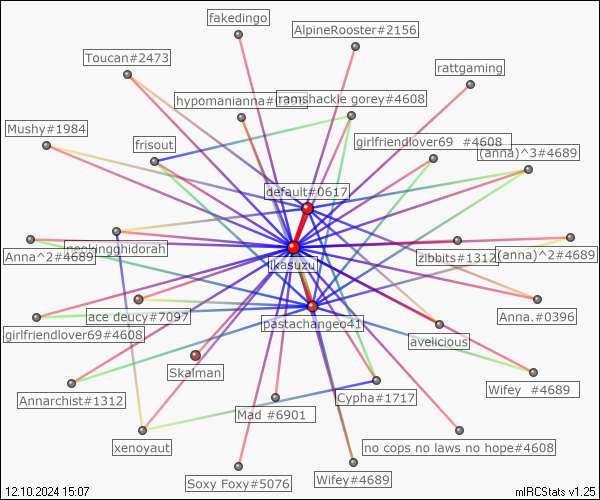 fakedingo
AlpineRooster#2156
Toucan#2473
rattgaming
hypomanianna#
ramshackle gorey#4608
Mushy#1984
frisout
girlfriendlover69 #4608
(anna)^3#4689
default#0617
neekingghidorah
Anna^2#4689
ikasuzu
zibbits#1312
(anna)^2#4689
ace deucy#7097
girlfriendlover69#4608
pastachangeo41
Anna.#0396
avelicious
Skalman
Annarchist#1312
Mad #6901
Cypha#1717
Wifey #4689
xenoyaut
no cops no laws no hope#4608
Soxy Foxy#5076
Wifey#4689
12.10.2024 15:07
mIRCStats v1.25